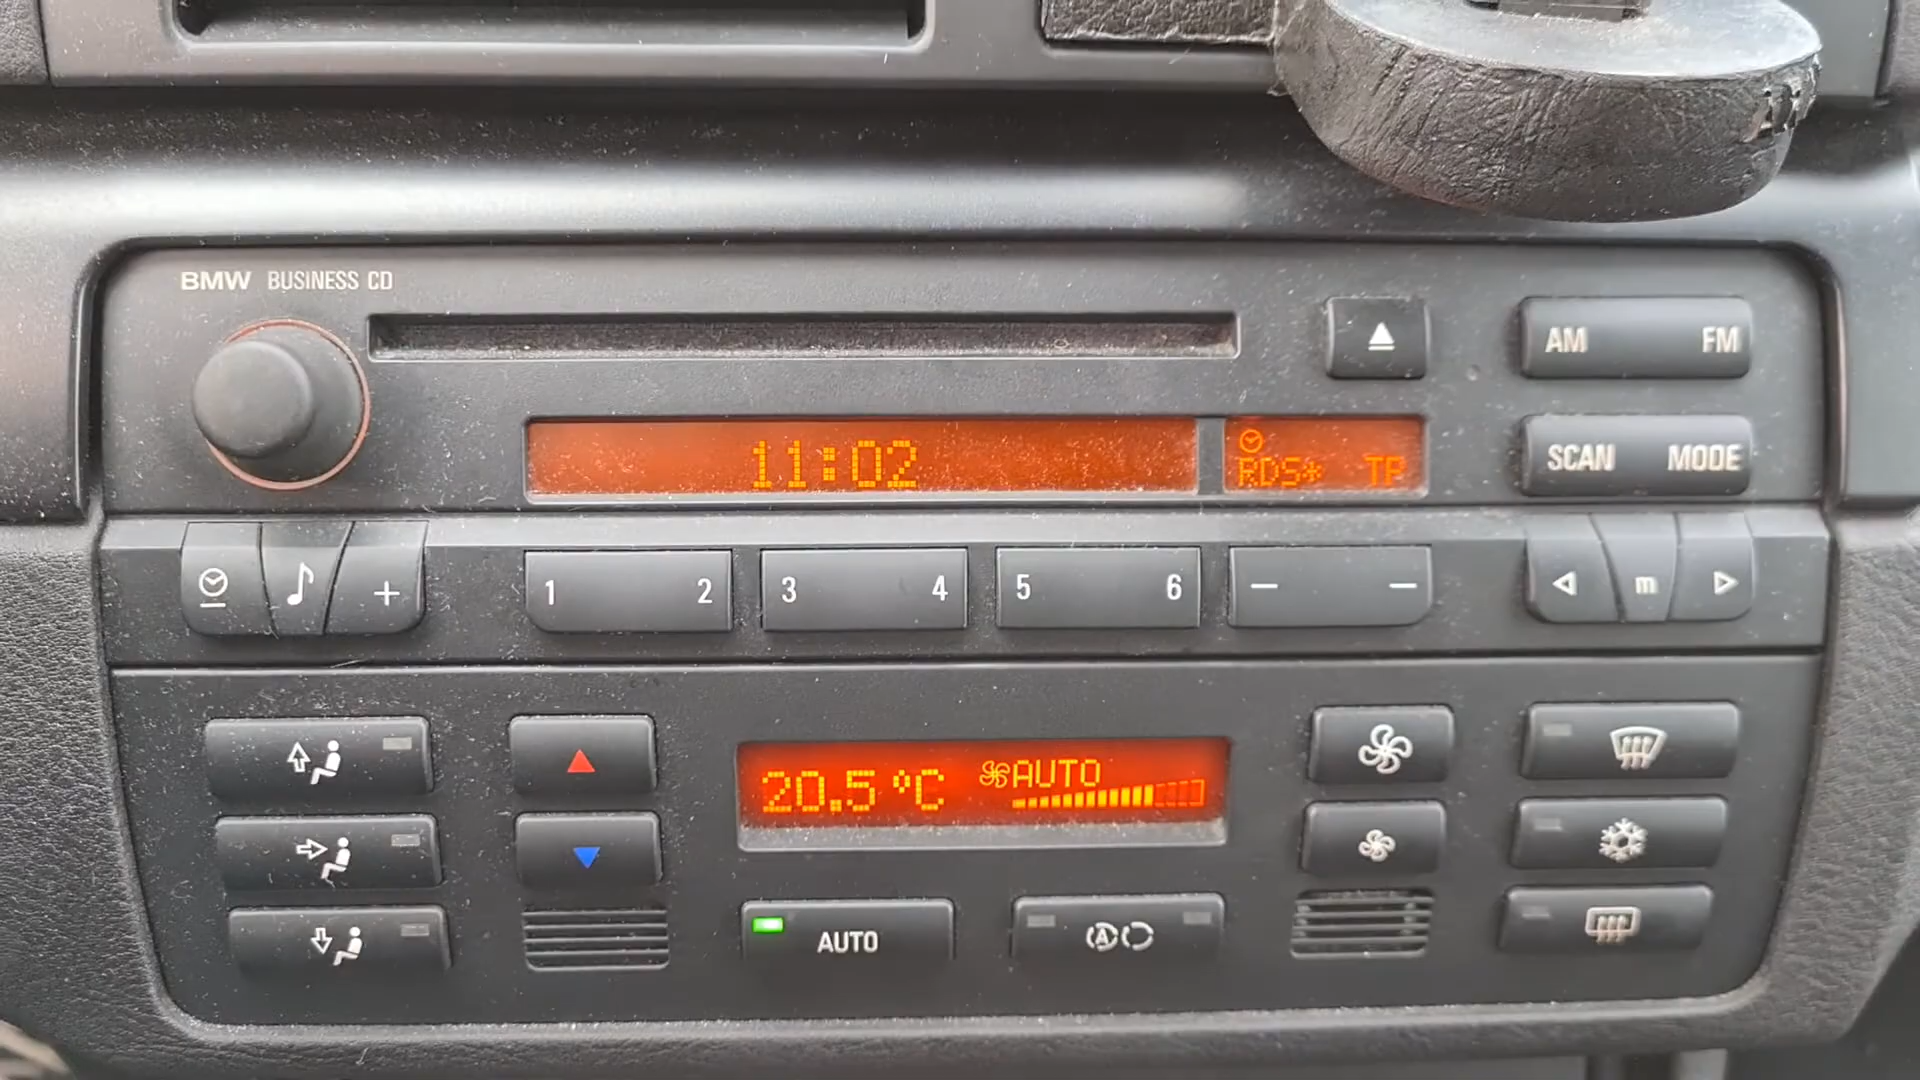 BMW BUSINESS CD
AM FM
11:02
RDS* TP
SCAN MODE
1 2 3 4 5 6
m
20.5 °C AUTO
AUTO
A